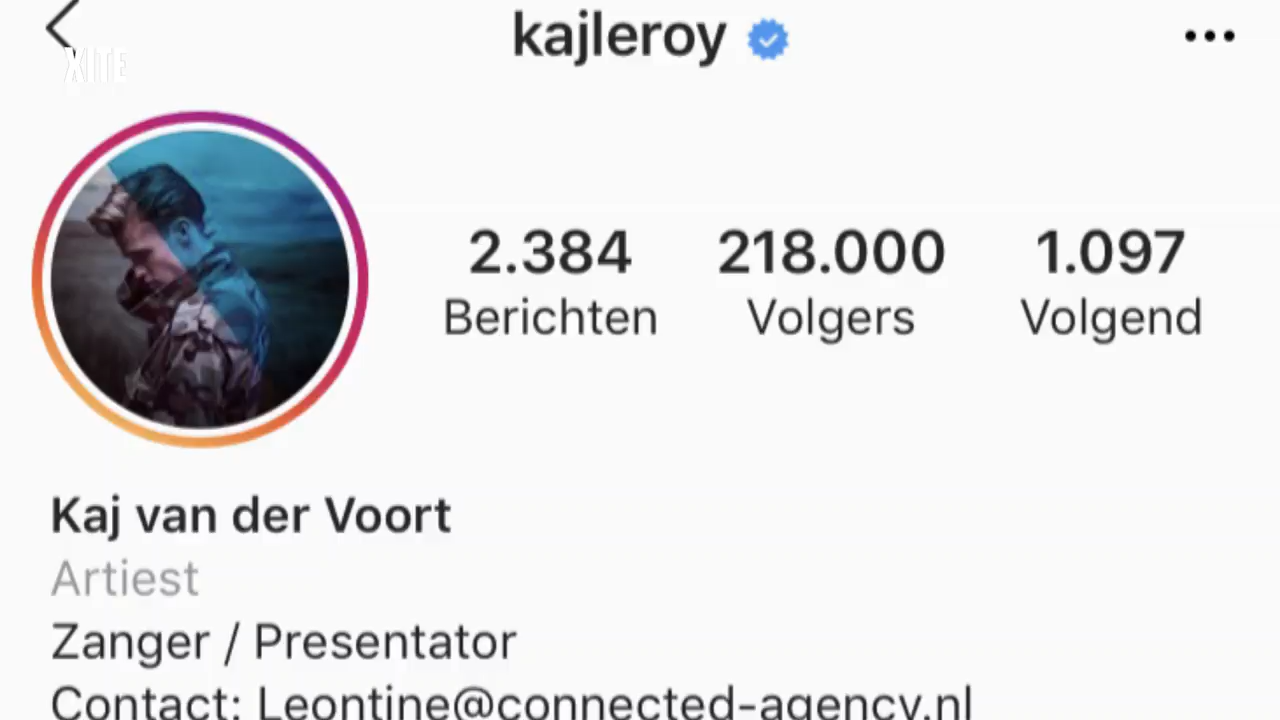 kajleroy
XITE
2.384 218.000 1.097
Berichten Volgers Volgend
Kaj van der Voort
Artiest
Zanger / Presentator
Contact: Leontine@connected-agency.nl